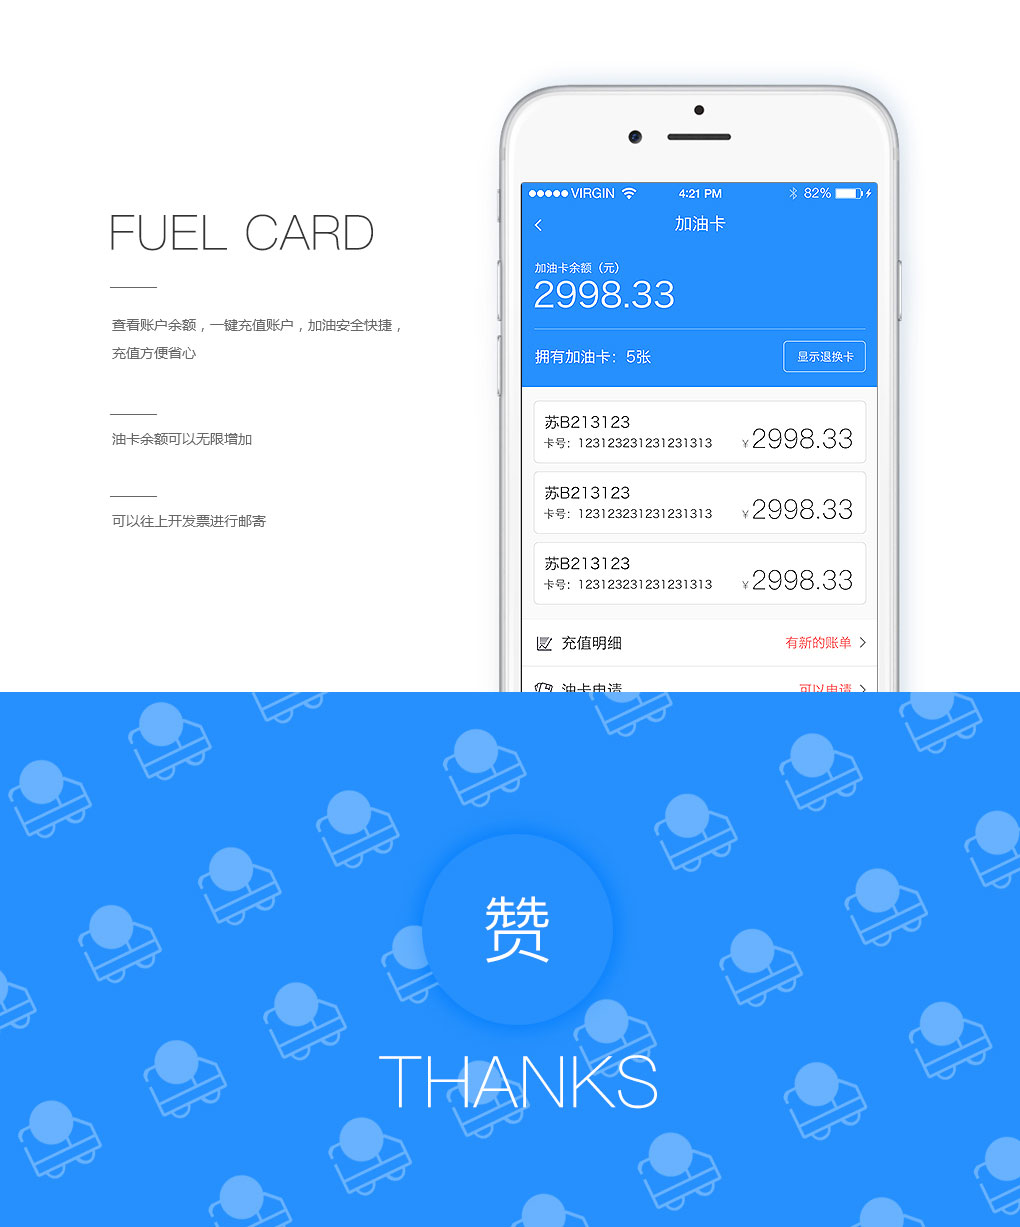 FUEL CARD
查看账户余额，一键充值账户，加油安全快捷，
充值方便省心
油卡余额可以无限增加
可以往上开发票进行邮寄
VIRGIN 4:21 PM 82%
加油卡
加油卡余额（元）
2998.33
拥有加油卡：5张 显示退换卡
苏B213123
卡号：123123231231231313 ¥2998.33
苏B213123
卡号：123123231231231313 ¥2998.33
苏B213123
卡号：123123231231231313 ¥2998.33
充值明细 有新的账单
油卡申请 可以申请
赞
THANKS